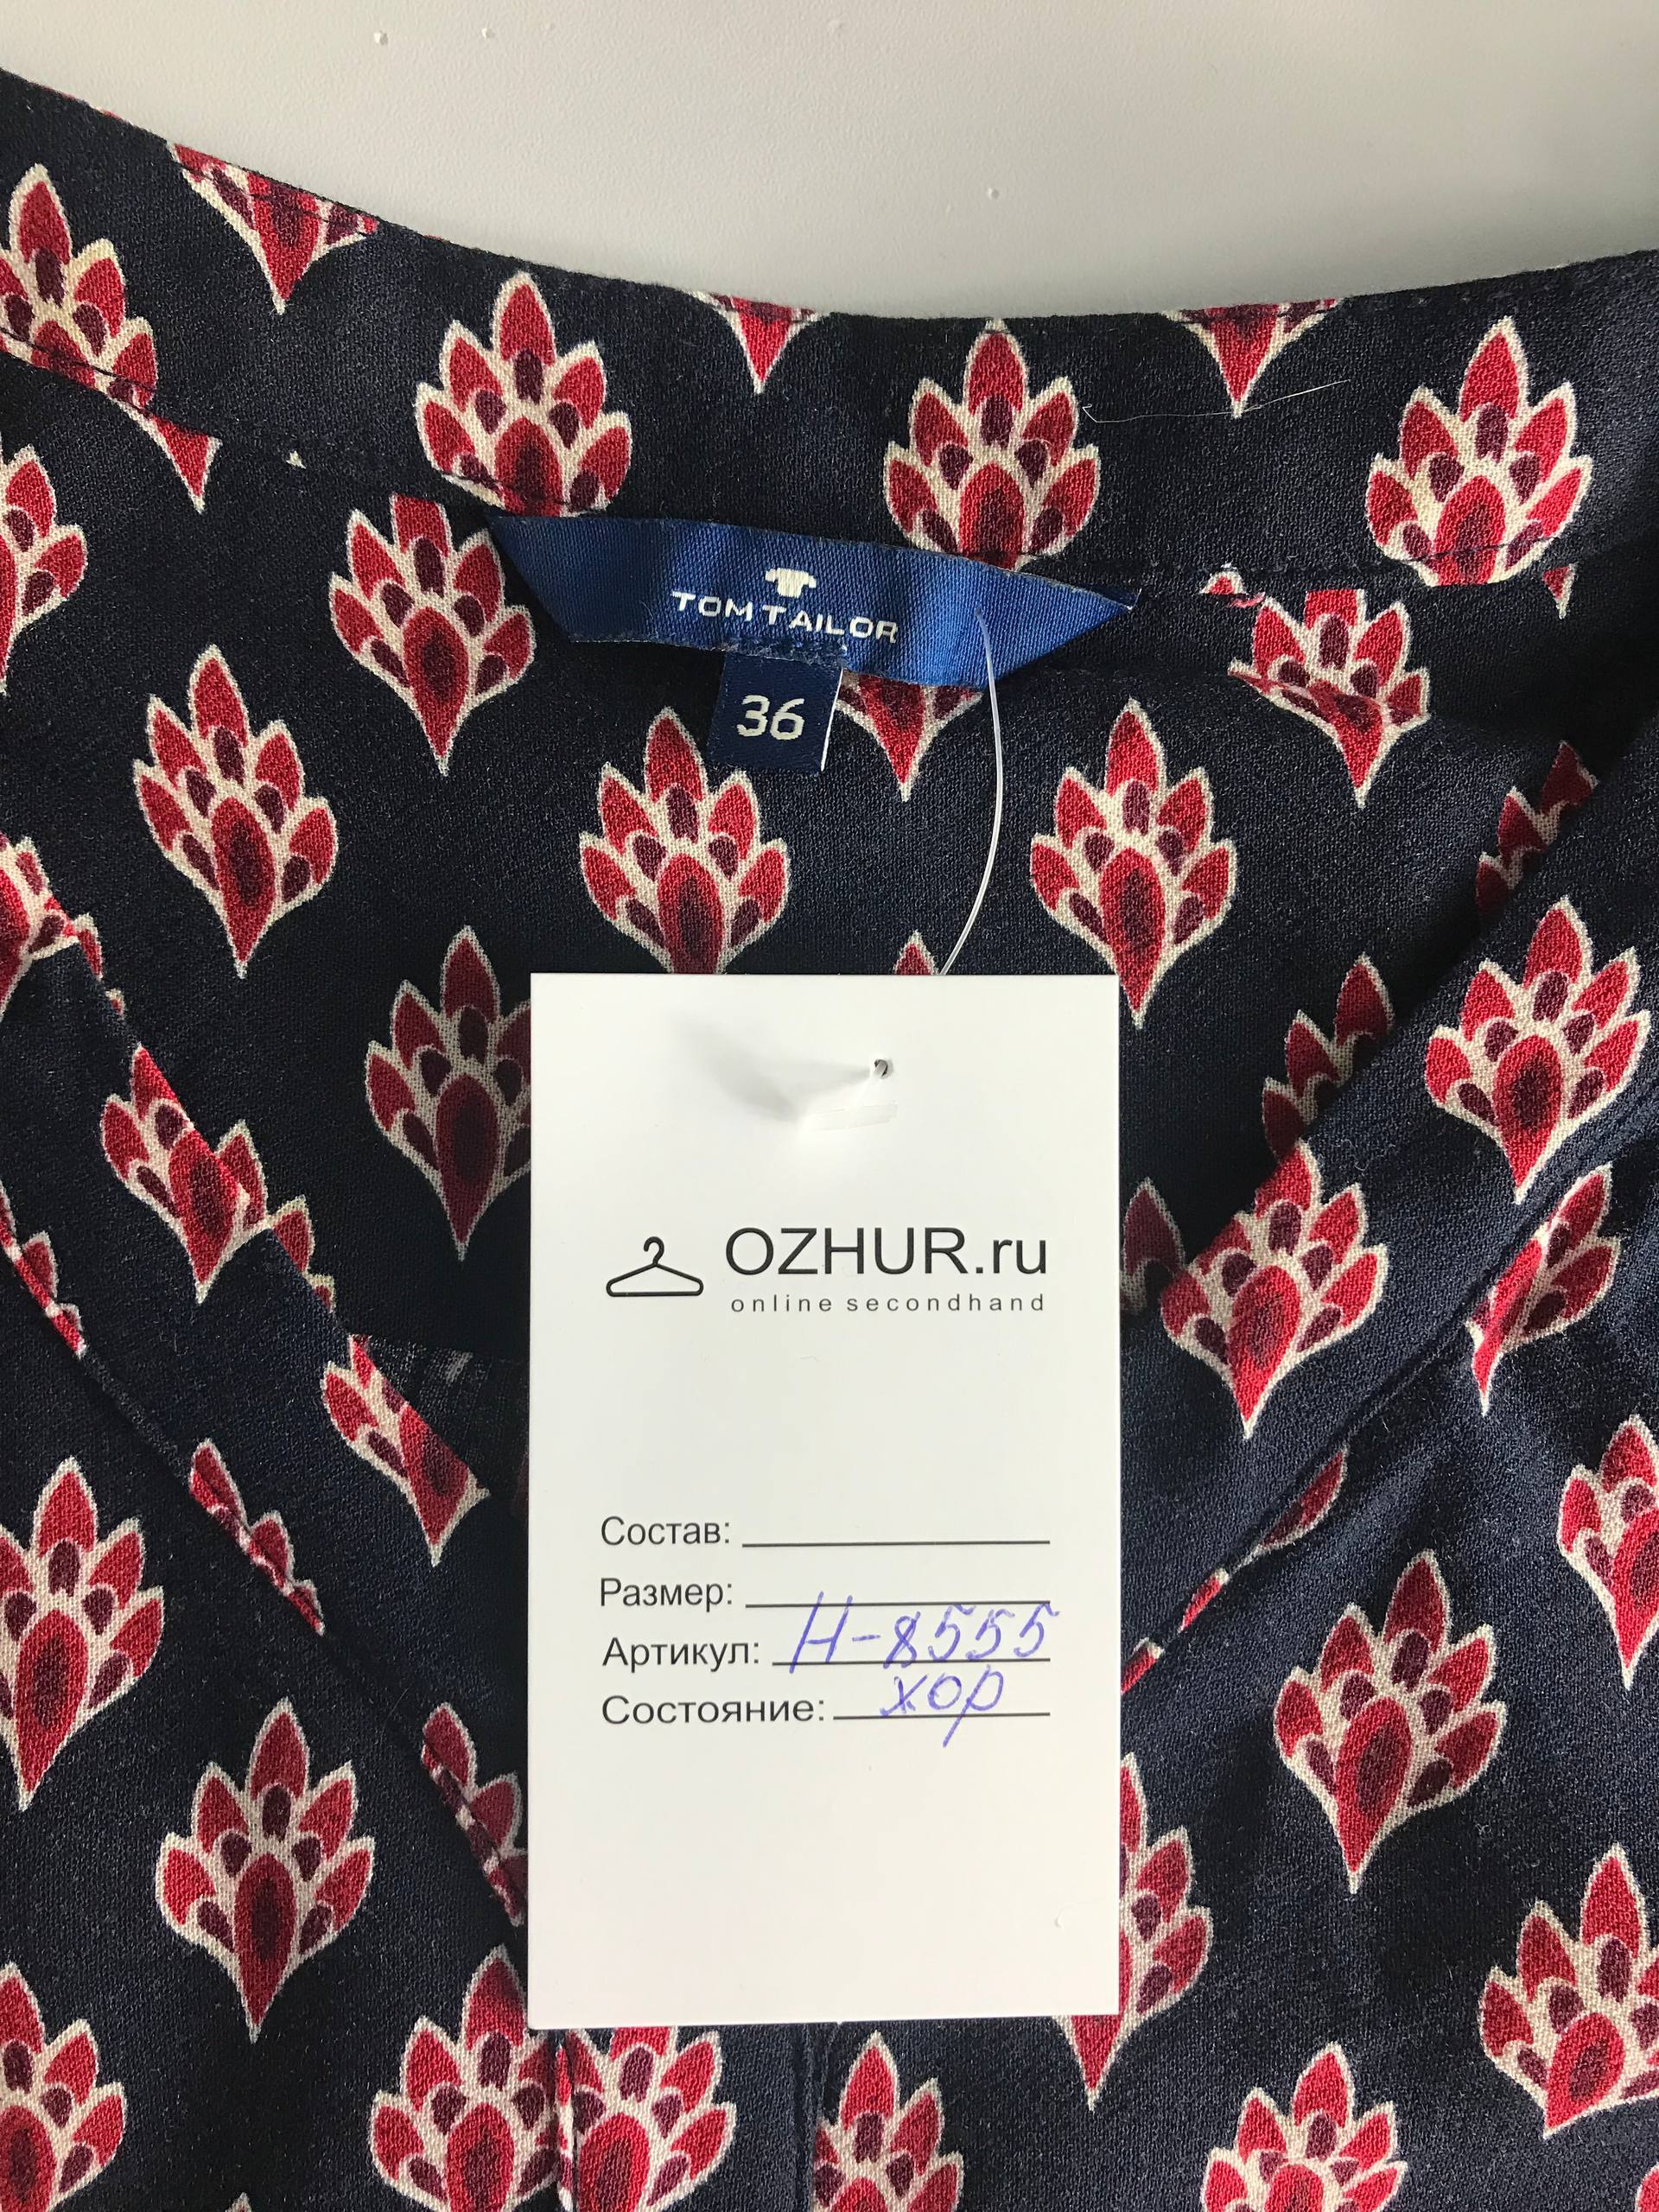 TOM TAILOR
36
OZHUR.ru
online secondhand
Состав:
Размер:
Артикул: Н-8555
Состояние: хор